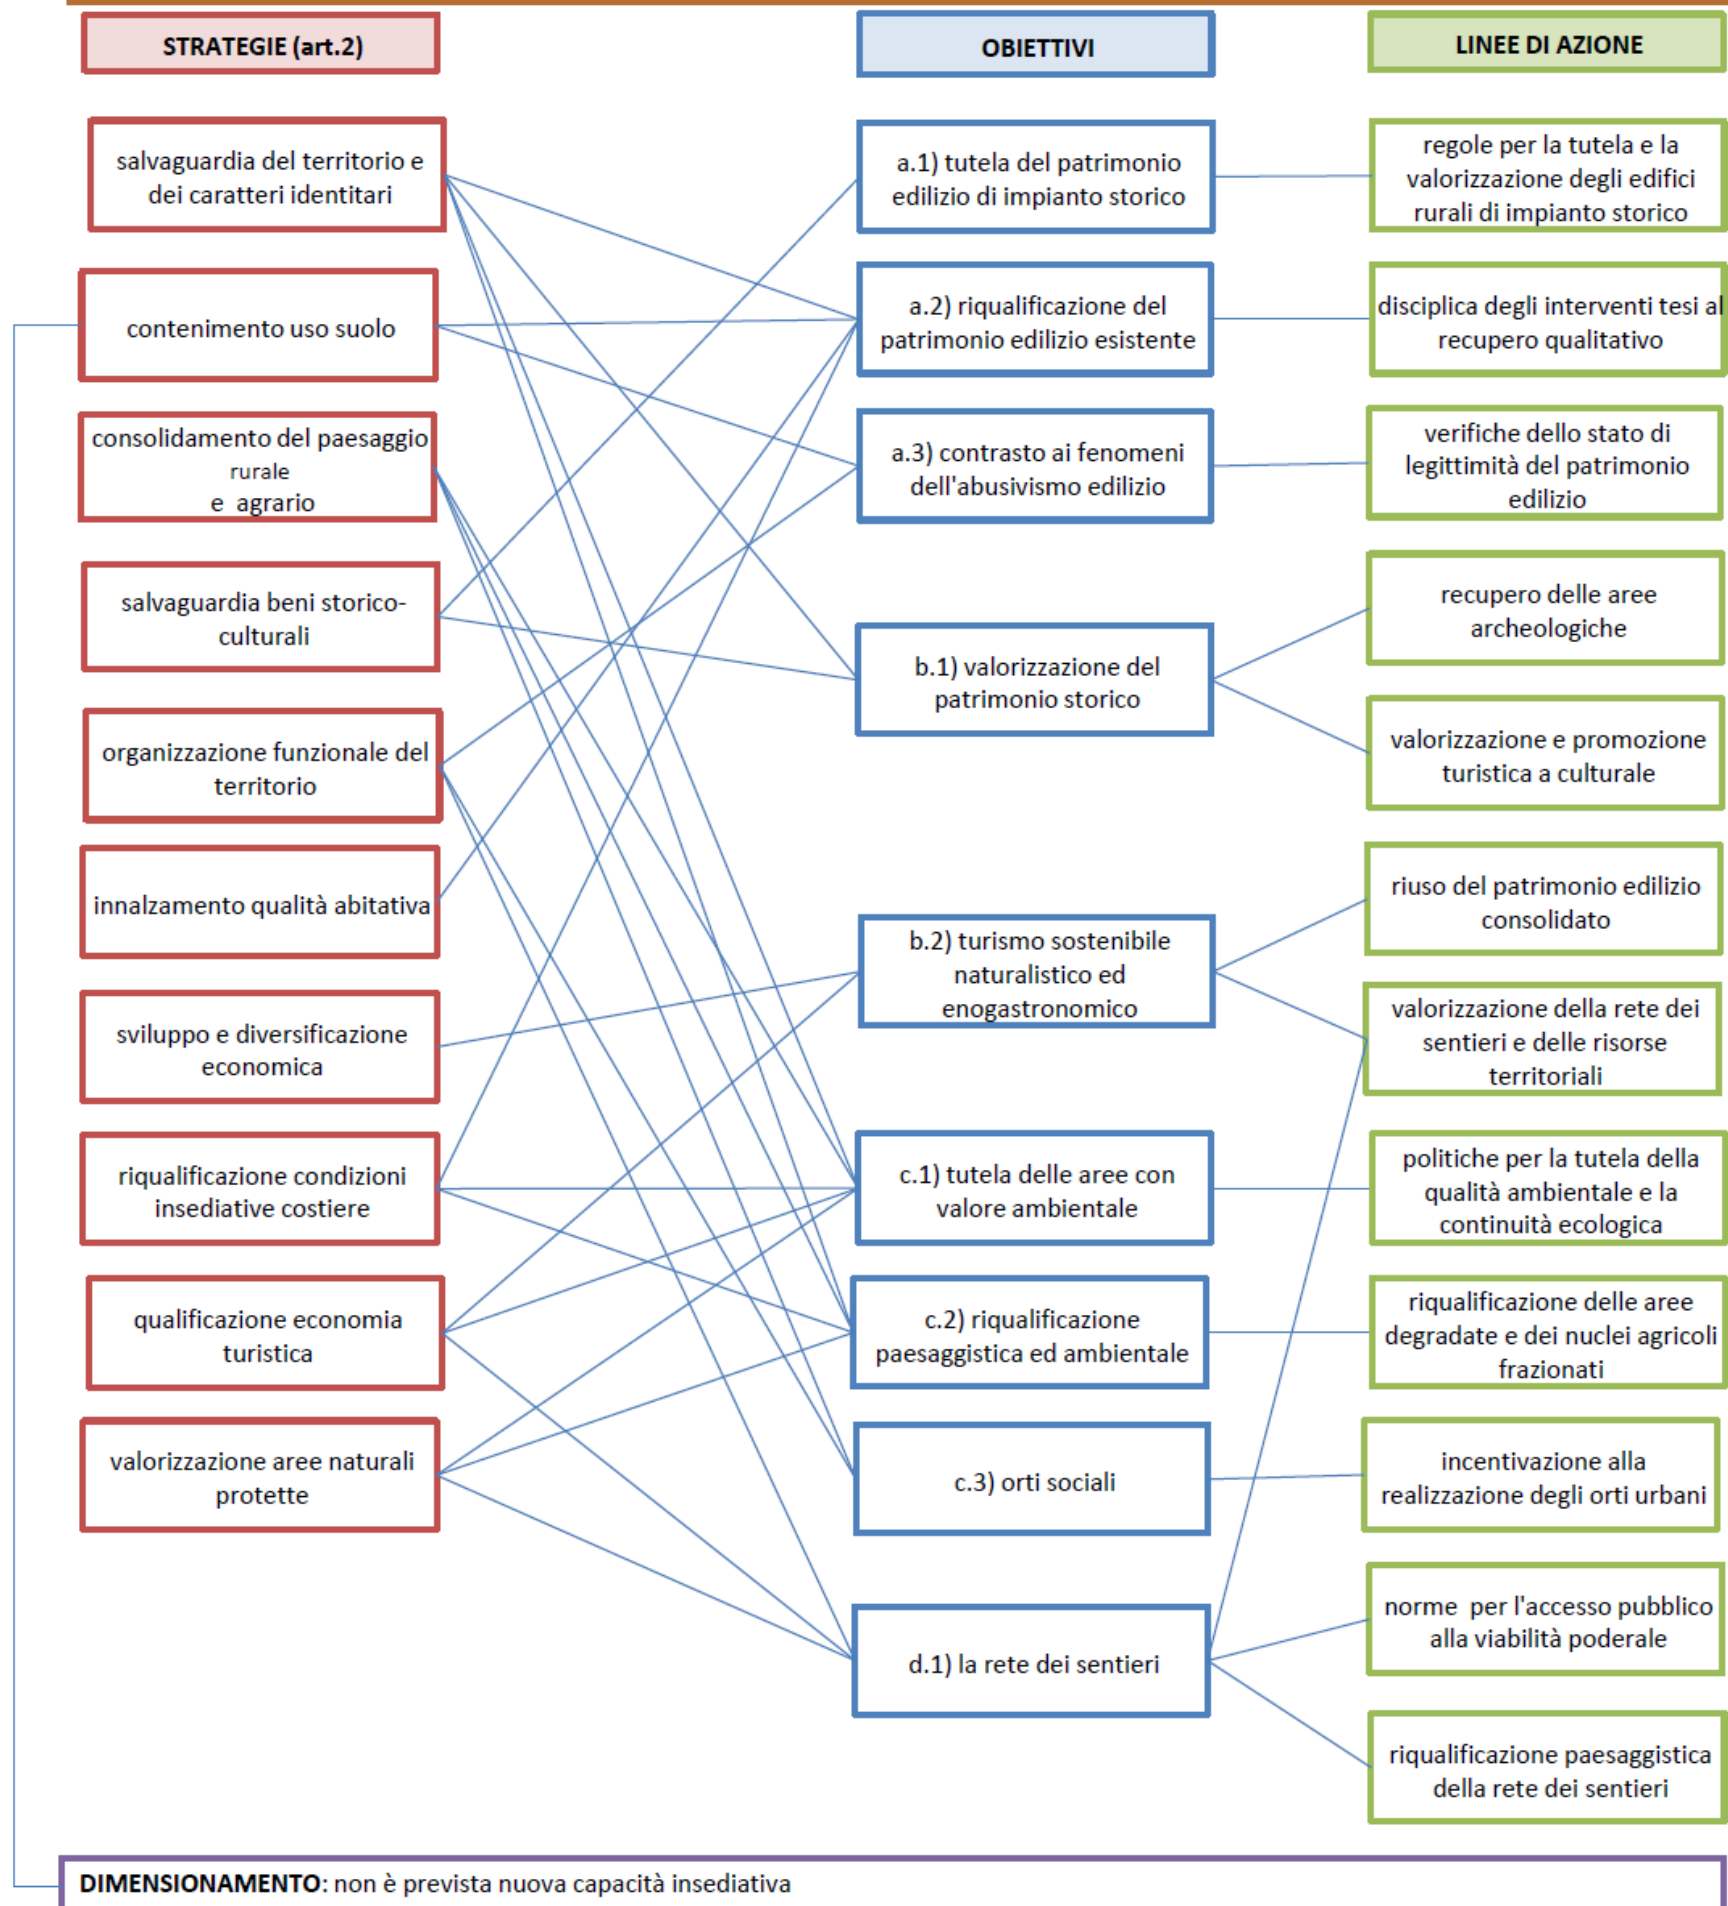 STRATEGIE (art.2)
OBIETTIVI
LINEE DI AZIONE
salvaguardia del territorio e
dei caratteri identitari
contenimento uso suolo
consolidamento del paesaggio
rurale
e agrario
salvaguardia beni storico-
culturali
organizzazione funzionale del
territorio
innalzamento qualità abitativa
sviluppo e diversificazione
economica
riqualificazione condizioni
insediative costiere
qualificazione economia
turistica
valorizzazione aree naturali
protette
a.1) tutela del patrimonio
edilizio di impianto storico
a.2) riqualificazione del
patrimonio edilizio esistente
a.3) contrasto ai fenomeni
dell'abusivismo edilizio
b.1) valorizzazione del
patrimonio storico
b.2) turismo sostenibile
naturalistico ed
enogastronomico
c.1) tutela delle aree con
valore ambientale
c.2) riqualificazione
paesaggistica ed ambientale
c.3) orti sociali
d.1) la rete dei sentieri
regole per la tutela e la
valorizzazione degli edifici
rurali di impianto storico
disciplica degli interventi tesi al
recupero qualitativo
verifiche dello stato di
legittimità del patrimonio
edilizio
recupero delle aree
archeologiche
valorizzazione e promozione
turistica a culturale
riuso del patrimonio edilizio
consolidato
valorizzazione della rete dei
sentieri e delle risorse
territoriali
politiche per la tutela della
qualità ambientale e la
continuità ecologica
riqualificazione delle aree
degradate e dei nuclei agricoli
frazionati
incentivazione alla
realizzazione degli orti urbani
norme per l'accesso pubblico
alla viabilità poderale
riqualificazione paesaggistica
della rete dei sentieri
DIMENSIONAMENTO: non è prevista nuova capacità insediativa